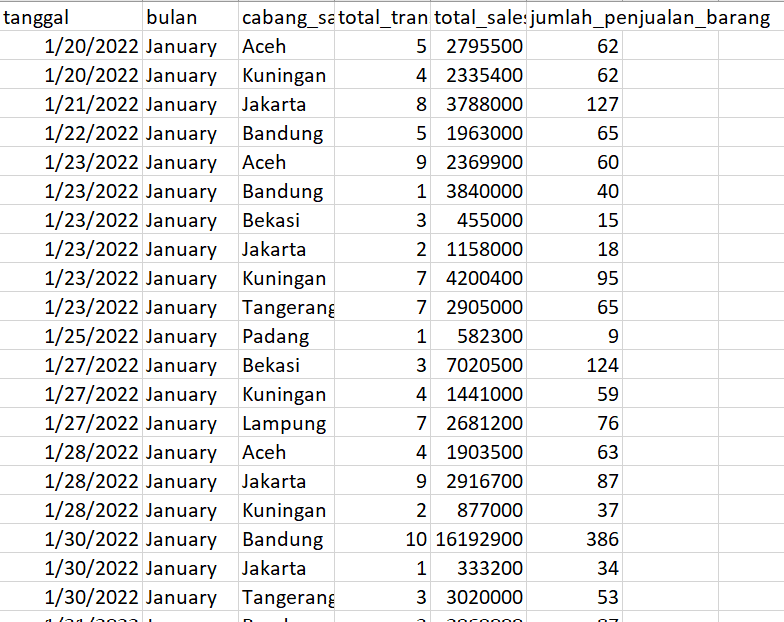 tanggal bulan cabang_sa total_tran total_sales jumlah_penjualan_barang
1/20/2022 January Aceh 5 2795500 62
1/20/2022 January Kuningan 4 2335400 62
1/21/2022 January Jakarta 8 3788000 127
1/22/2022 January Bandung 5 1963000 65
1/23/2022 January Aceh 9 2369900 60
1/23/2022 January Bandung 1 3840000 40
1/23/2022 January Bekasi 3 455000 15
1/23/2022 January Jakarta 2 1158000 18
1/23/2022 January Kuningan 7 4200400 95
1/23/2022 January Tangerang 7 2905000 65
1/25/2022 January Padang 1 582300 9
1/27/2022 January Bekasi 3 7020500 124
1/27/2022 January Kuningan 4 1441000 59
1/27/2022 January Lampung 7 2681200 76
1/28/2022 January Aceh 4 1903500 63
1/28/2022 January Jakarta 9 2916700 87
1/28/2022 January Kuningan 2 877000 37
1/30/2022 January Bandung 10 16192900 386
1/30/2022 January Jakarta 1 333200 34
1/30/2022 January Tangerang 3 3020000 53